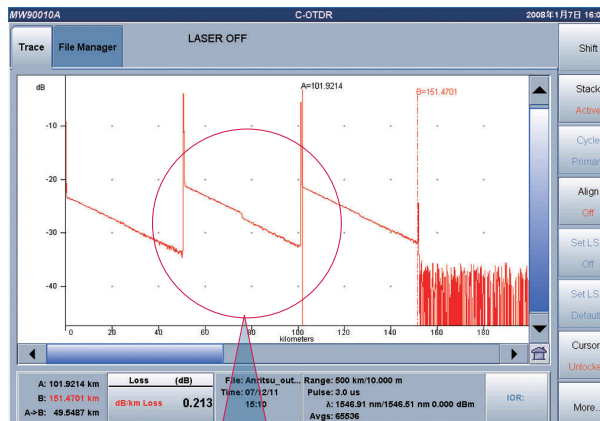 MW90010A C-OTDR 2008年1月7日 16:0
Trace File Manager LASER OFF Shift
dB
A=101.9214 B=151.4701
Stack
Active
-10
Cycle
Primar
-20
Align
Off
-30
Set LS
Off
-40
Set LS
Default
0 20 40 60 80 100 120 140 160 180
kilometers
Cursor
Unlocke
A: 101.9214 km
B: 151.4701 km
A->B: 49.5487 km
Loss (dB)
dB/km Loss 0.213
File: Anritsu_out...
Time: 07/12/11
15:10
Range: 500 km/10.000 m
Pulse: 3.0 us
λ: 1546.91 nm/1546.51 nm 0.000 dBm
Avgs: 65536
IOR:
More...